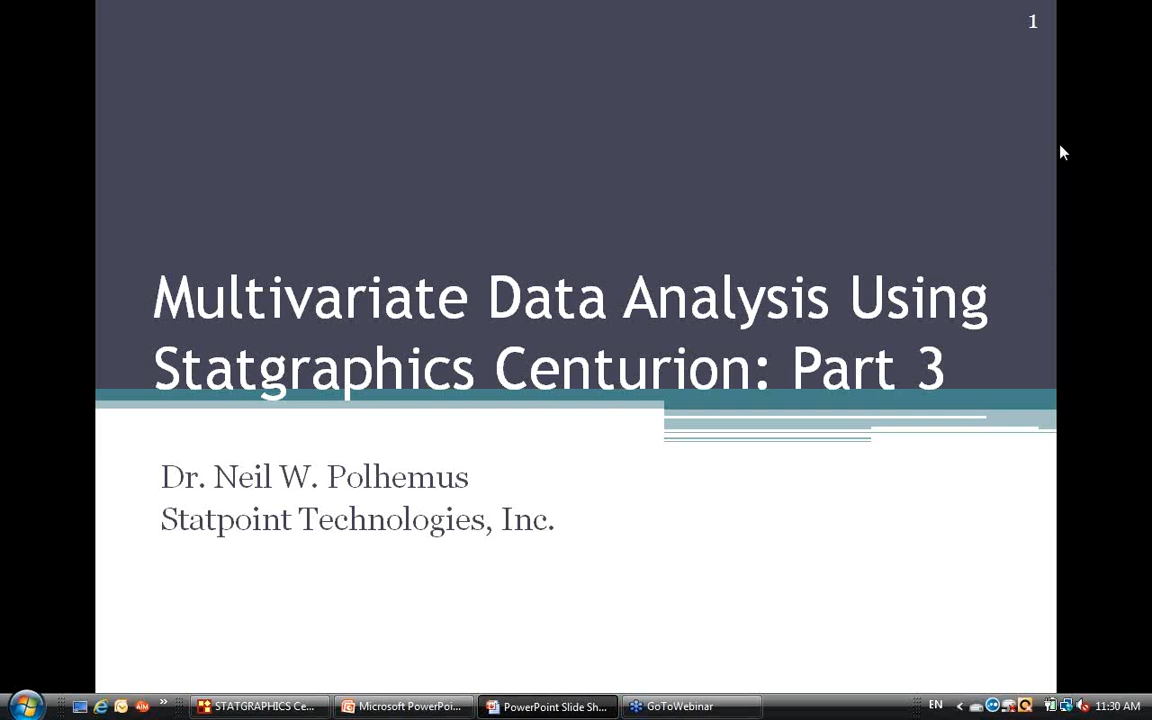 1
Multivariate Data Analysis Using
Statgraphics Centurion: Part 3
Dr. Neil W. Polhemus
Statpoint Technologies, Inc.
STATGRAPHICS Ce...
Microsoft PowerPoi...
PowerPoint Slide Sh...
GoToWebinar
EN
11:30 AM